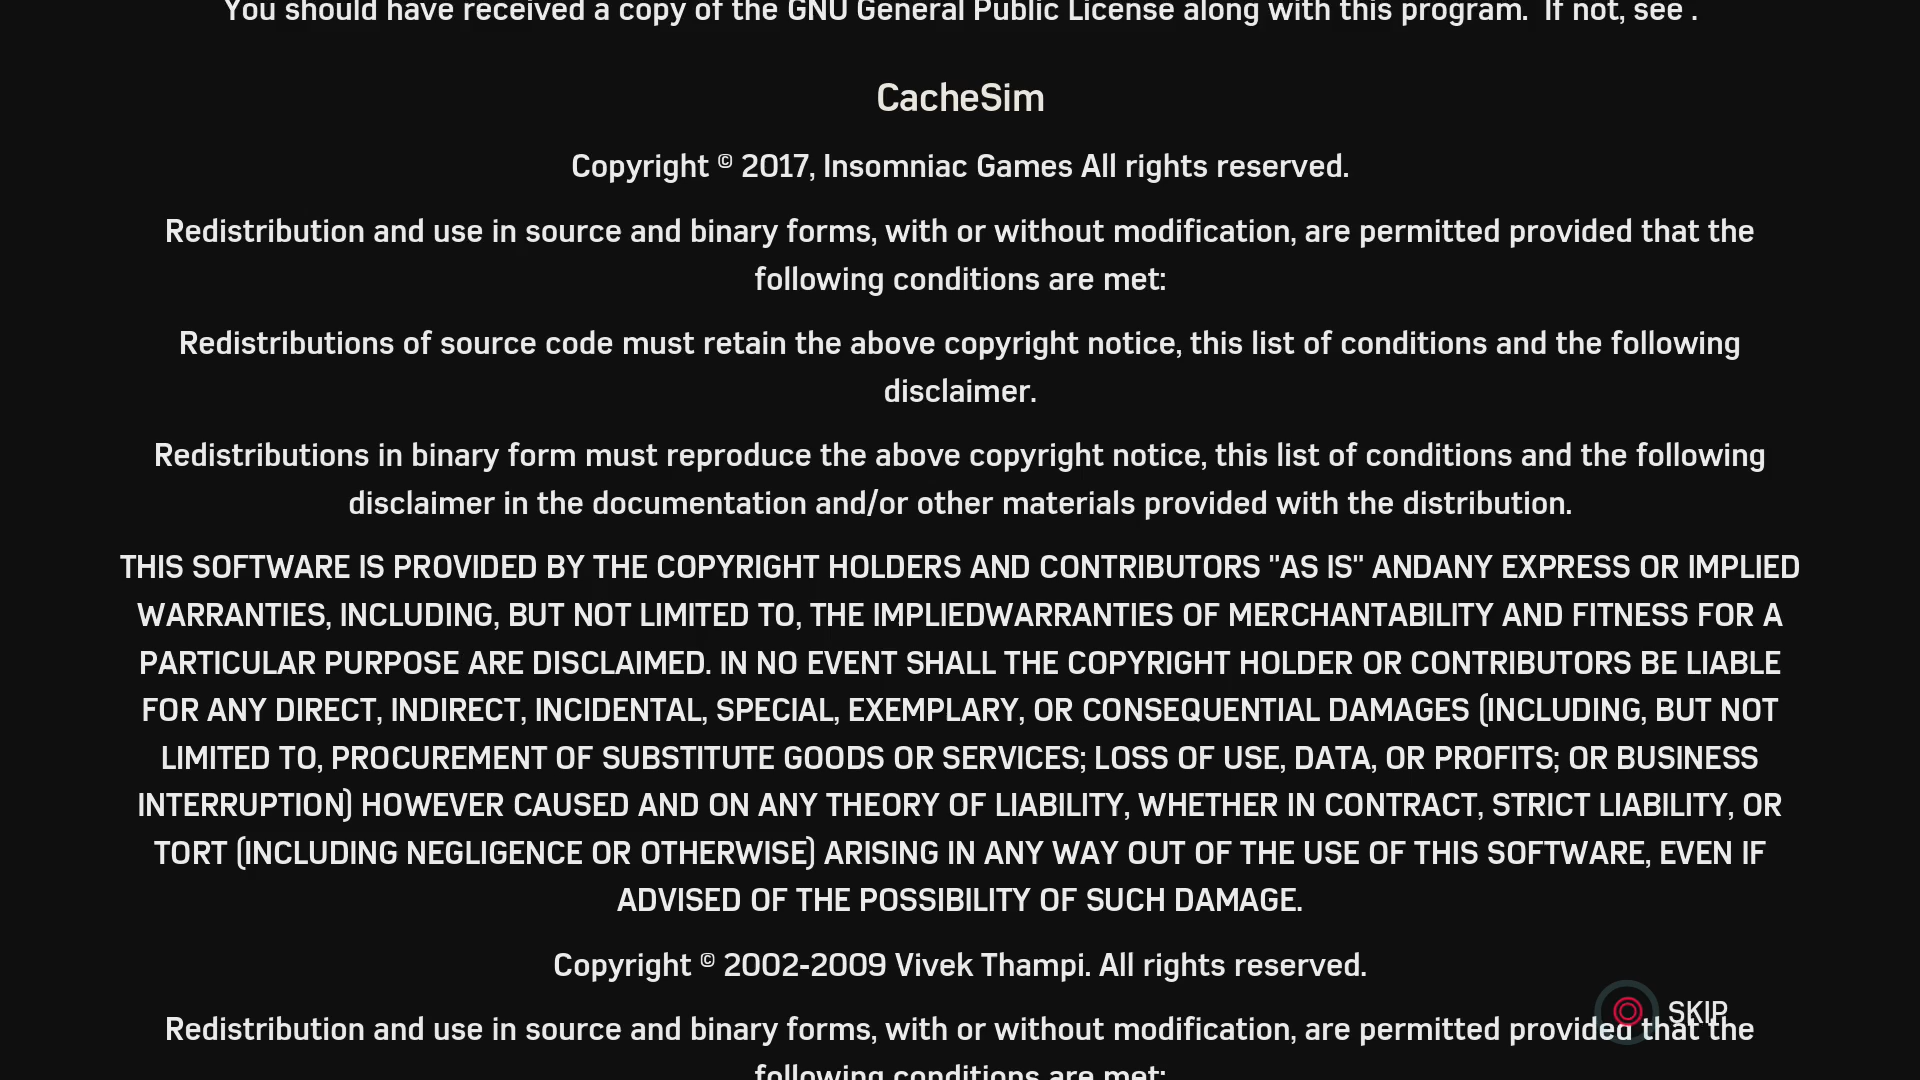 You should have received a copy of the GNU General Public License along with this program.  If not, see .
CacheSim
Copyright © 2017, Insomniac Games All rights reserved.
Redistribution and use in source and binary forms, with or without modification, are permitted provided that the
following conditions are met:
Redistributions of source code must retain the above copyright notice, this list of conditions and the following
disclaimer.
Redistributions in binary form must reproduce the above copyright notice, this list of conditions and the following
disclaimer in the documentation and/or other materials provided with the distribution.
THIS SOFTWARE IS PROVIDED BY THE COPYRIGHT HOLDERS AND CONTRIBUTORS "AS IS" ANDANY EXPRESS OR IMPLIED
WARRANTIES, INCLUDING, BUT NOT LIMITED TO, THE IMPLIEDWARRANTIES OF MERCHANTABILITY AND FITNESS FOR A
PARTICULAR PURPOSE ARE DISCLAIMED. IN NO EVENT SHALL THE COPYRIGHT HOLDER OR CONTRIBUTORS BE LIABLE
FOR ANY DIRECT, INDIRECT, INCIDENTAL, SPECIAL, EXEMPLARY, OR CONSEQUENTIAL DAMAGES (INCLUDING, BUT NOT
LIMITED TO, PROCUREMENT OF SUBSTITUTE GOODS OR SERVICES; LOSS OF USE, DATA, OR PROFITS; OR BUSINESS
INTERRUPTION) HOWEVER CAUSED AND ON ANY THEORY OF LIABILITY, WHETHER IN CONTRACT, STRICT LIABILITY, OR
TORT (INCLUDING NEGLIGENCE OR OTHERWISE) ARISING IN ANY WAY OUT OF THE USE OF THIS SOFTWARE, EVEN IF
ADVISED OF THE POSSIBILITY OF SUCH DAMAGE.
Copyright © 2002-2009 Vivek Thampi. All rights reserved.
SKIP
Redistribution and use in source and binary forms, with or without modification, are permitted provided that the
following conditions are met: